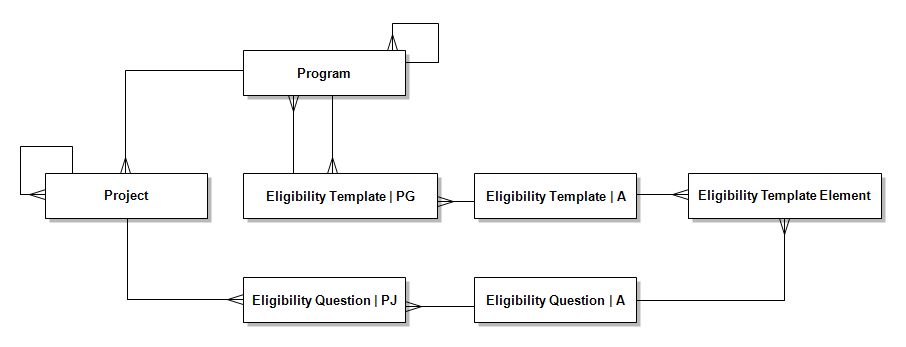 Program
Project
Eligibility Template | PG
Eligibility Template | A
Eligibility Template Element
Eligibility Question | PJ
Eligibility Question | A